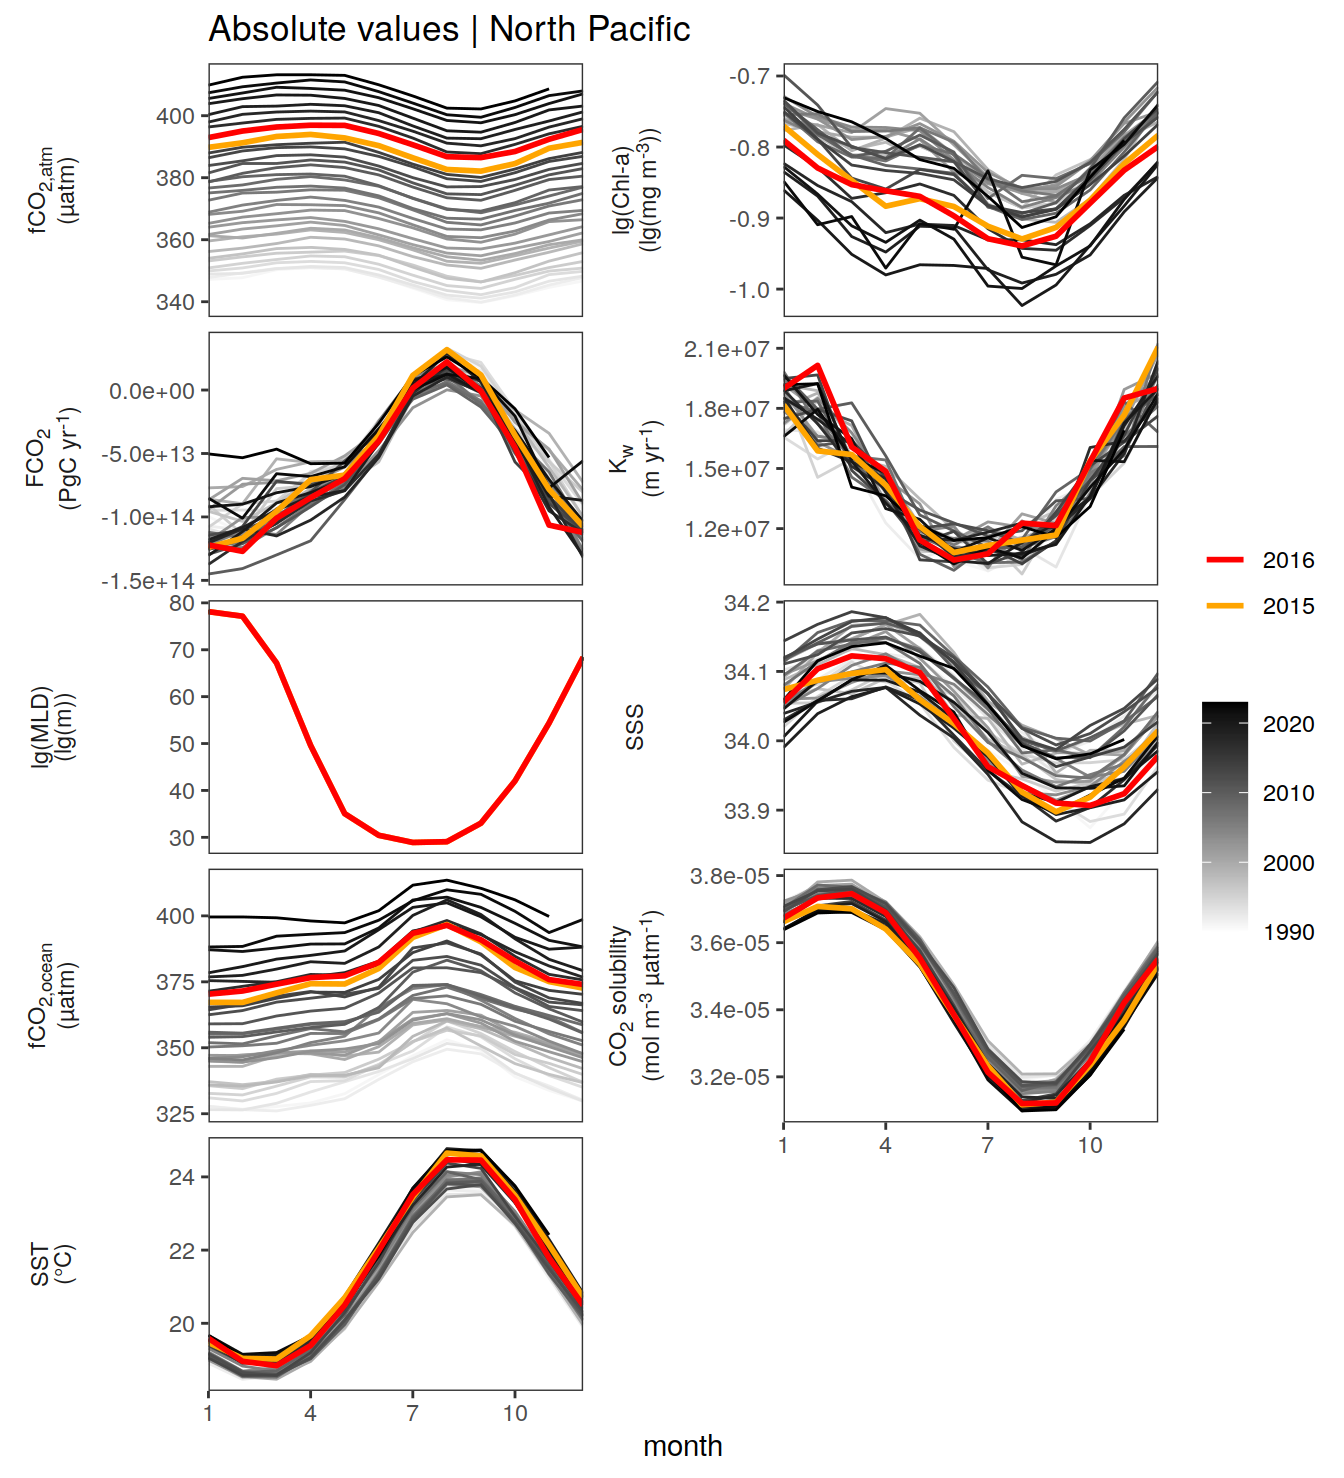 Absolute values | North Pacific
fCO2,atm
(µatm)
400
380
360
340
lg(Chl-a)
(lg(mg m-3))
-0.7
-0.8
-0.9
-1.0
FCO2
(PgC yr-1)
0.0e+00
-5.0e+13
-1.0e+14
-1.5e+14
Kw
(m yr-1)
2.1e+07
1.8e+07
1.5e+07
1.2e+07
lg(MLD)
(lg(m))
80
70
60
50
40
30
SSS
34.2
34.1
34.0
33.9
fCO2,ocean
(µatm)
400
375
350
325
CO2 solubility
(mol m-3 µatm-1)
3.8e-05
3.6e-05
3.4e-05
3.2e-05
1 4 7 10
SST
(°C)
24
22
20
1 4 7 10
month
2016
2015
2020
2010
2000
1990